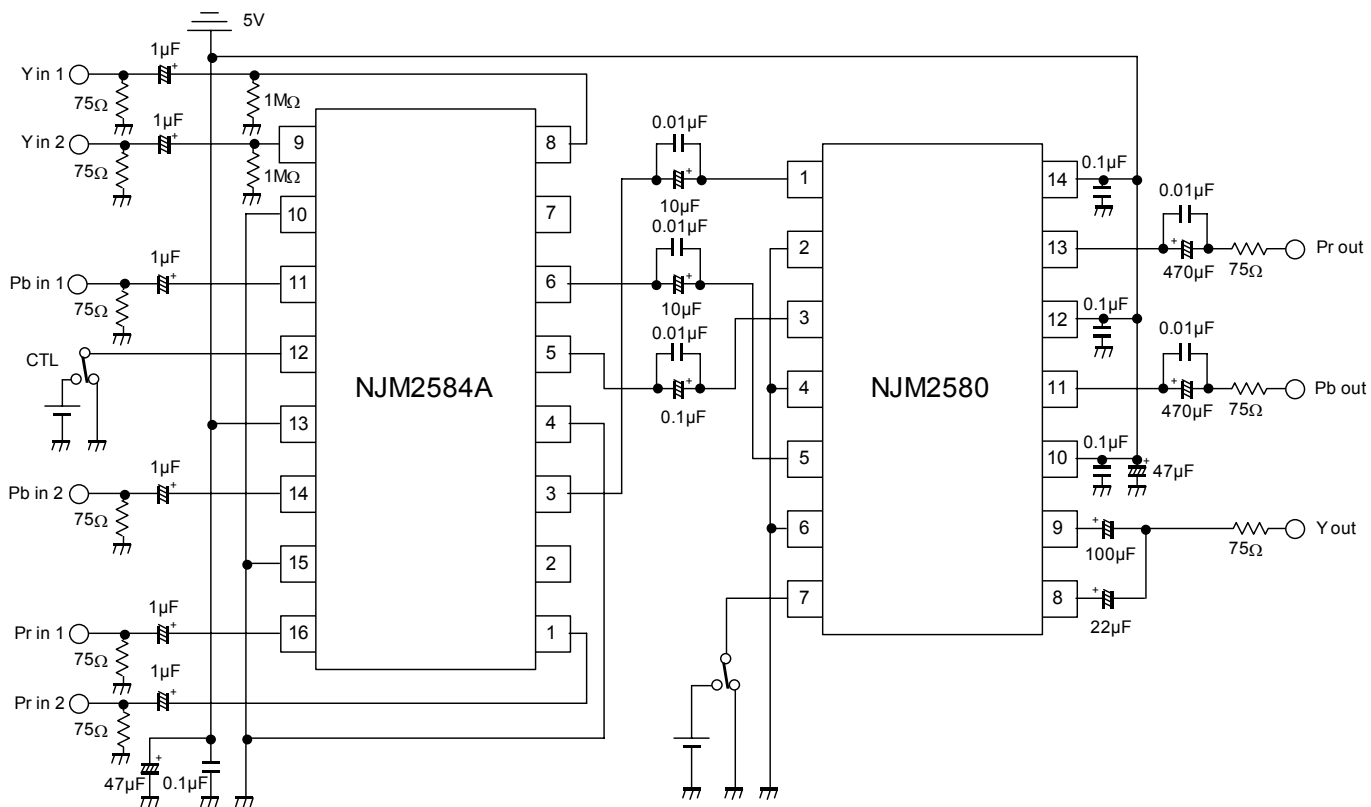 5V
1µF
Y in 1
75Ω
1MΩ
1µF
Y in 2
75Ω
1MΩ
9
8
10
7
1µF
Pb in 1
75Ω
11
6
CTL
12
5
NJM2584A
13
4
1µF
Pb in 2
75Ω
14
3
15
2
1µF
Pr in 1
75Ω
16
1
1µF
Pr in 2
75Ω
47µF
0.1µF
0.01µF
10µF
0.01µF
10µF
0.01µF
0.1µF
1
14
0.1µF
2
13
0.01µF
470µF
75Ω
Pr out
3
12
0.1µF
NJM2580
4
11
0.01µF
470µF
75Ω
Pb out
5
10
0.1µF
47µF
6
9
100µF
75Ω
Y out
7
8
22µF